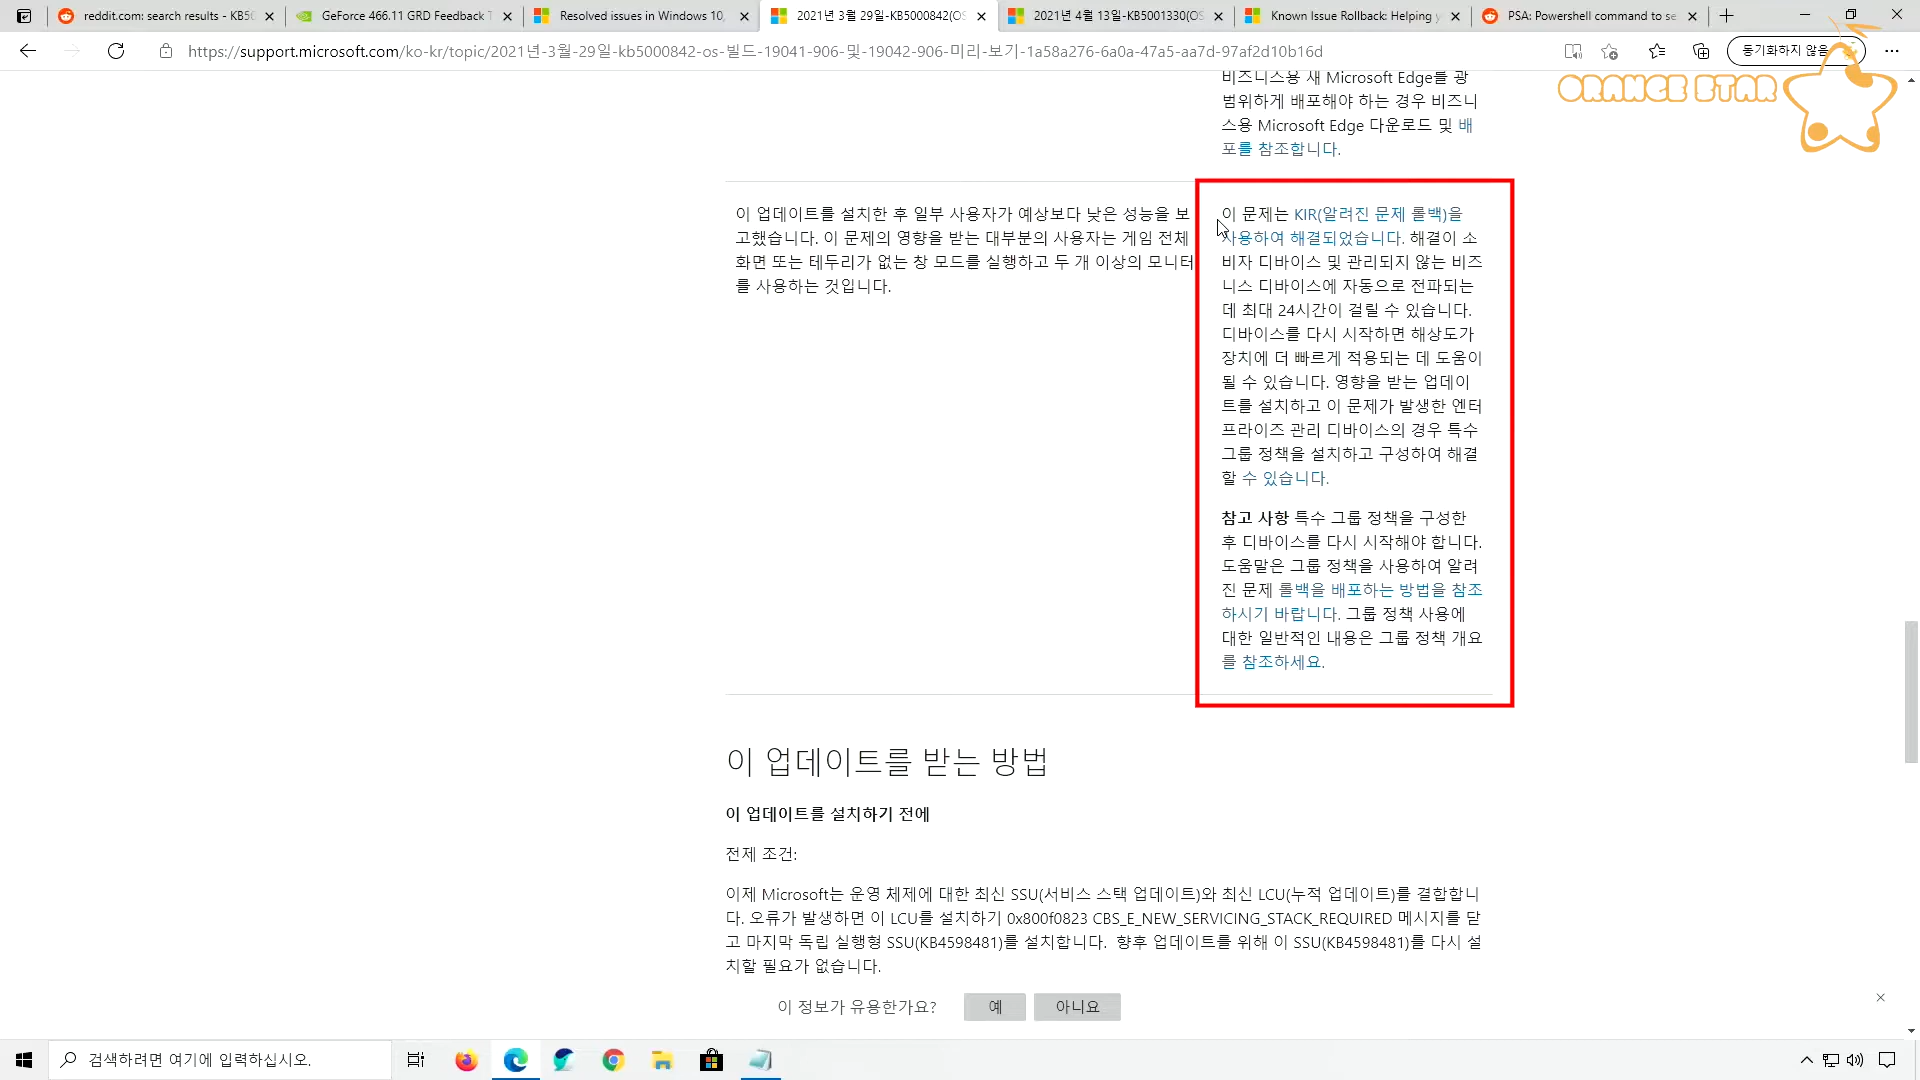 reddit.com: search results - KB50
GeForce 466.11 GRD Feedback T
Resolved issues in Windows 10,
2021년 3월 29일-KB5000842(OS
2021년 4월 13일-KB5001330(OS
Known Issue Rollback: Helping y
PSA: Powershell command to se
https://support.microsoft.com/ko-kr/topic/2021년-3월-29일-kb5000842-os-빌드-19041-906-및-19042-906-미리-보기-1a58a276-6a0a-47a5-aa7d-97af2d10b16d
동기화하지 않음
ORANGE STAR
비즈니스용 새 Microsoft Edge를 광
범위하게 배포해야 하는 경우 비즈니
스용 Microsoft Edge 다운로드 및 배
포를 참조합니다.
이 업데이트를 설치한 후 일부 사용자가 예상보다 낮은 성능을 보
고했습니다. 이 문제의 영향을 받는 대부분의 사용자는 게임 전체
화면 또는 테두리가 없는 창 모드를 실행하고 두 개 이상의 모니터
를 사용하는 것입니다.
이 문제는 KIR(알려진 문제 롤백)을
사용하여 해결되었습니다. 해결이 소
비자 디바이스 및 관리되지 않는 비즈
니스 디바이스에 자동으로 전파되는
데 최대 24시간이 걸릴 수 있습니다.
디바이스를 다시 시작하면 해상도가
장치에 더 빠르게 적용되는 데 도움이
될 수 있습니다. 영향을 받는 업데이
트를 설치하고 이 문제가 발생한 엔터
프라이즈 관리 디바이스의 경우 특수
그룹 정책을 설치하고 구성하여 해결
할 수 있습니다.
참고 사항 특수 그룹 정책을 구성한
후 디바이스를 다시 시작해야 합니다.
도움말은 그룹 정책을 사용하여 알려
진 문제 롤백을 배포하는 방법을 참조
하시기 바랍니다. 그룹 정책 사용에
대한 일반적인 내용은 그룹 정책 개요
를 참조하세요.
이 업데이트를 받는 방법
이 업데이트를 설치하기 전에
전제 조건:
이제 Microsoft는 운영 체제에 대한 최신 SSU(서비스 스택 업데이트)와 최신 LCU(누적 업데이트)를 결합합니
다. 오류가 발생하면 이 LCU를 설치하기 0x800f0823 CBS_E_NEW_SERVICING_STACK_REQUIRED 메시지를 닫
고 마지막 독립 실행형 SSU(KB4598481)를 설치합니다. 향후 업데이트를 위해 이 SSU(KB4598481)를 다시 설
치할 필요가 없습니다.
이 정보가 유용한가요? 예 아니요
검색하려면 여기에 입력하십시오.